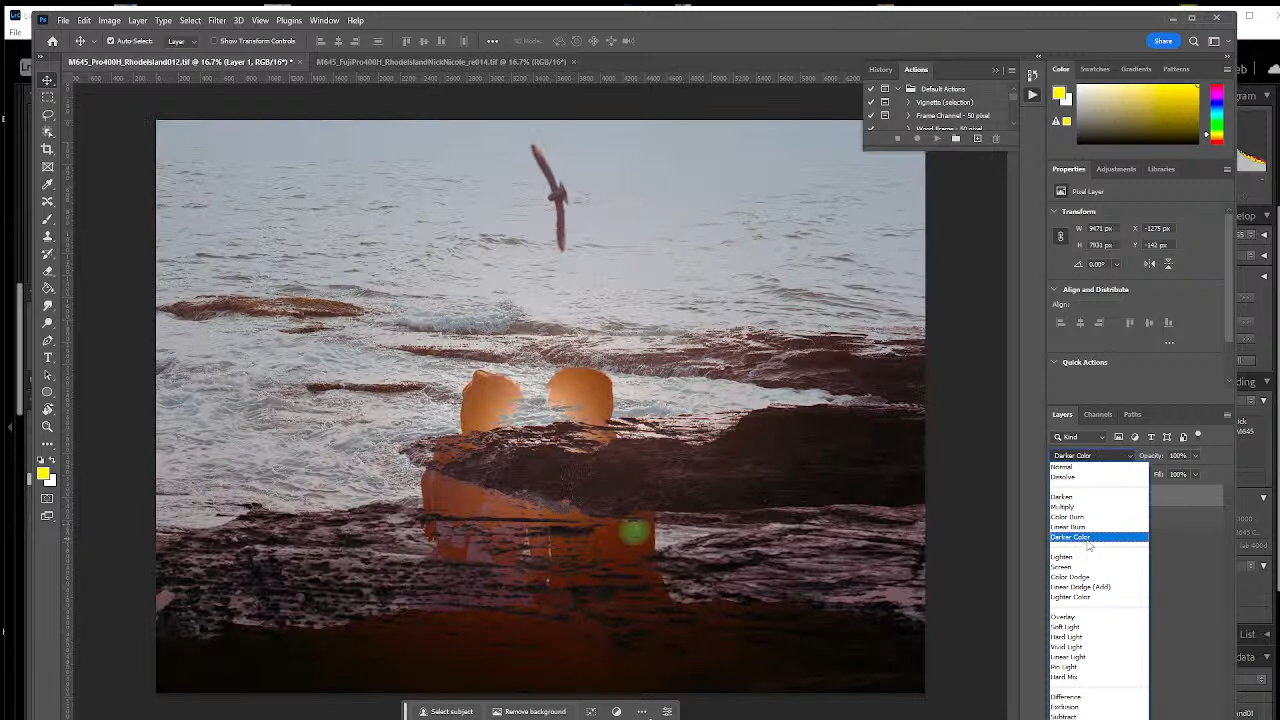 File
File Edit Image Layer Type Select Filter 3D View Plugins Window Help
Auto-Select: Layer Show Transform Controls 3D Mode: Share
M645_Pro400H_RhodeIsland012.tif @ 16.7% (Layer 1, RGB/16*) * × M645_FujiPro400H_RhodeIslandNickNicole_re014.tif @ 16.7% (RGB/16*) ×
History Actions
Default Actions
Vignette (selection)
Frame Channel - 50 pixel
Wood Frame - 50 pixel
Color Swatches Gradients Patterns
Properties Adjustments Libraries
Pixel Layer
Transform
W 9471 px X -1275 px
H 7931 px Y -142 px
0.00°
Align and Distribute
Align:
Quick Actions
Layers Channels Paths
Kind
Darker Color Opacity: 100%
Fill: 100%
Normal
Dissolve
Darken
Multiply
Color Burn
Linear Burn
Darker Color
Lighten
Screen
Color Dodge
Linear Dodge (Add)
Lighter Color
Overlay
Soft Light
Hard Light
Vivid Light
Linear Light
Pin Light
Hard Mix
Difference
Exclusion
Subtract
Select subject Remove background